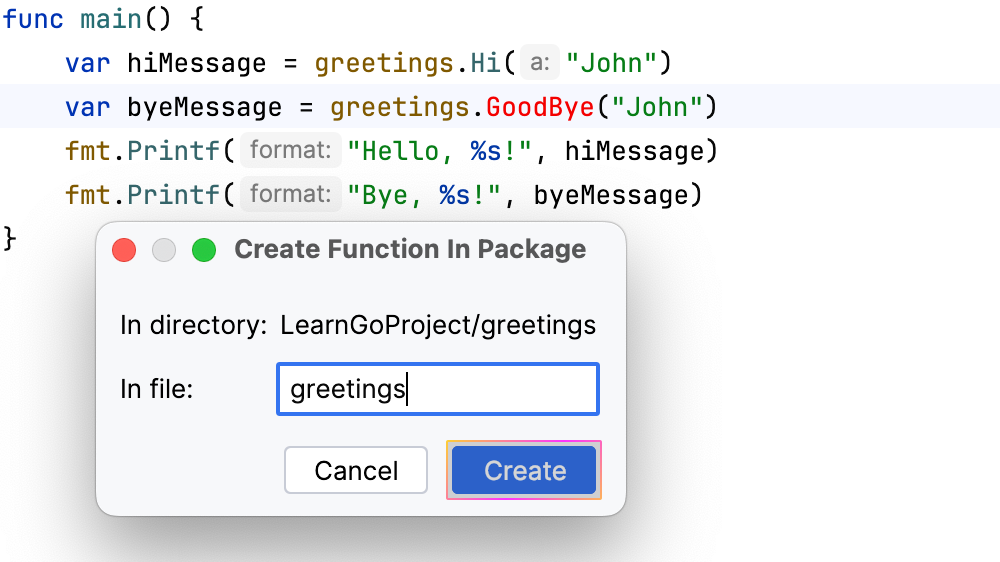 func main() {
    var hiMessage = greetings.Hi( a: "John")
    var byeMessage = greetings.GoodBye("John")
    fmt.Printf( format: "Hello, %s!", hiMessage)
    fmt.Printf( format: "Bye, %s!", byeMessage)
}
Create Function In Package
In directory: LearnGoProject/greetings
In file: greetings
Cancel Create